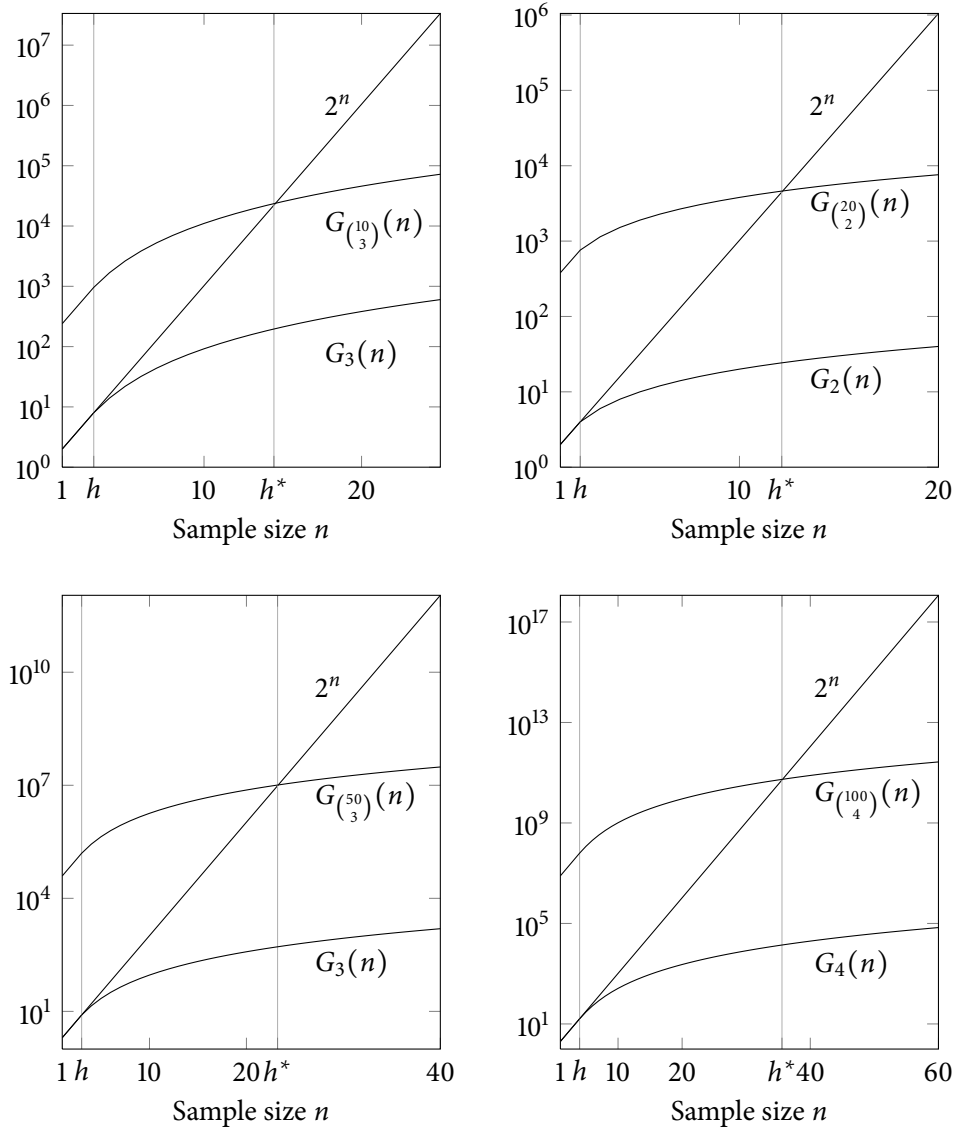 10^7
10^6
2^n
10^5
G_{\binom{10}{3}}(n)
10^4
10^3
10^2
G_3(n)
10^1
10^0
1 h 10 h* 20
Sample size n
10^6
10^5
2^n
10^4
G_{\binom{20}{2}}(n)
10^3
10^2
G_2(n)
10^1
10^0
1 h 10 h* 20
Sample size n
2^n
10^{10}
10^7
G_{\binom{50}{3}}(n)
10^4
G_3(n)
10^1
1 h 10 20 h* 40
Sample size n
10^{17}
2^n
10^{13}
G_{\binom{100}{4}}(n)
10^9
10^5
G_4(n)
10^1
1 h 10 20 h* 40 60
Sample size n